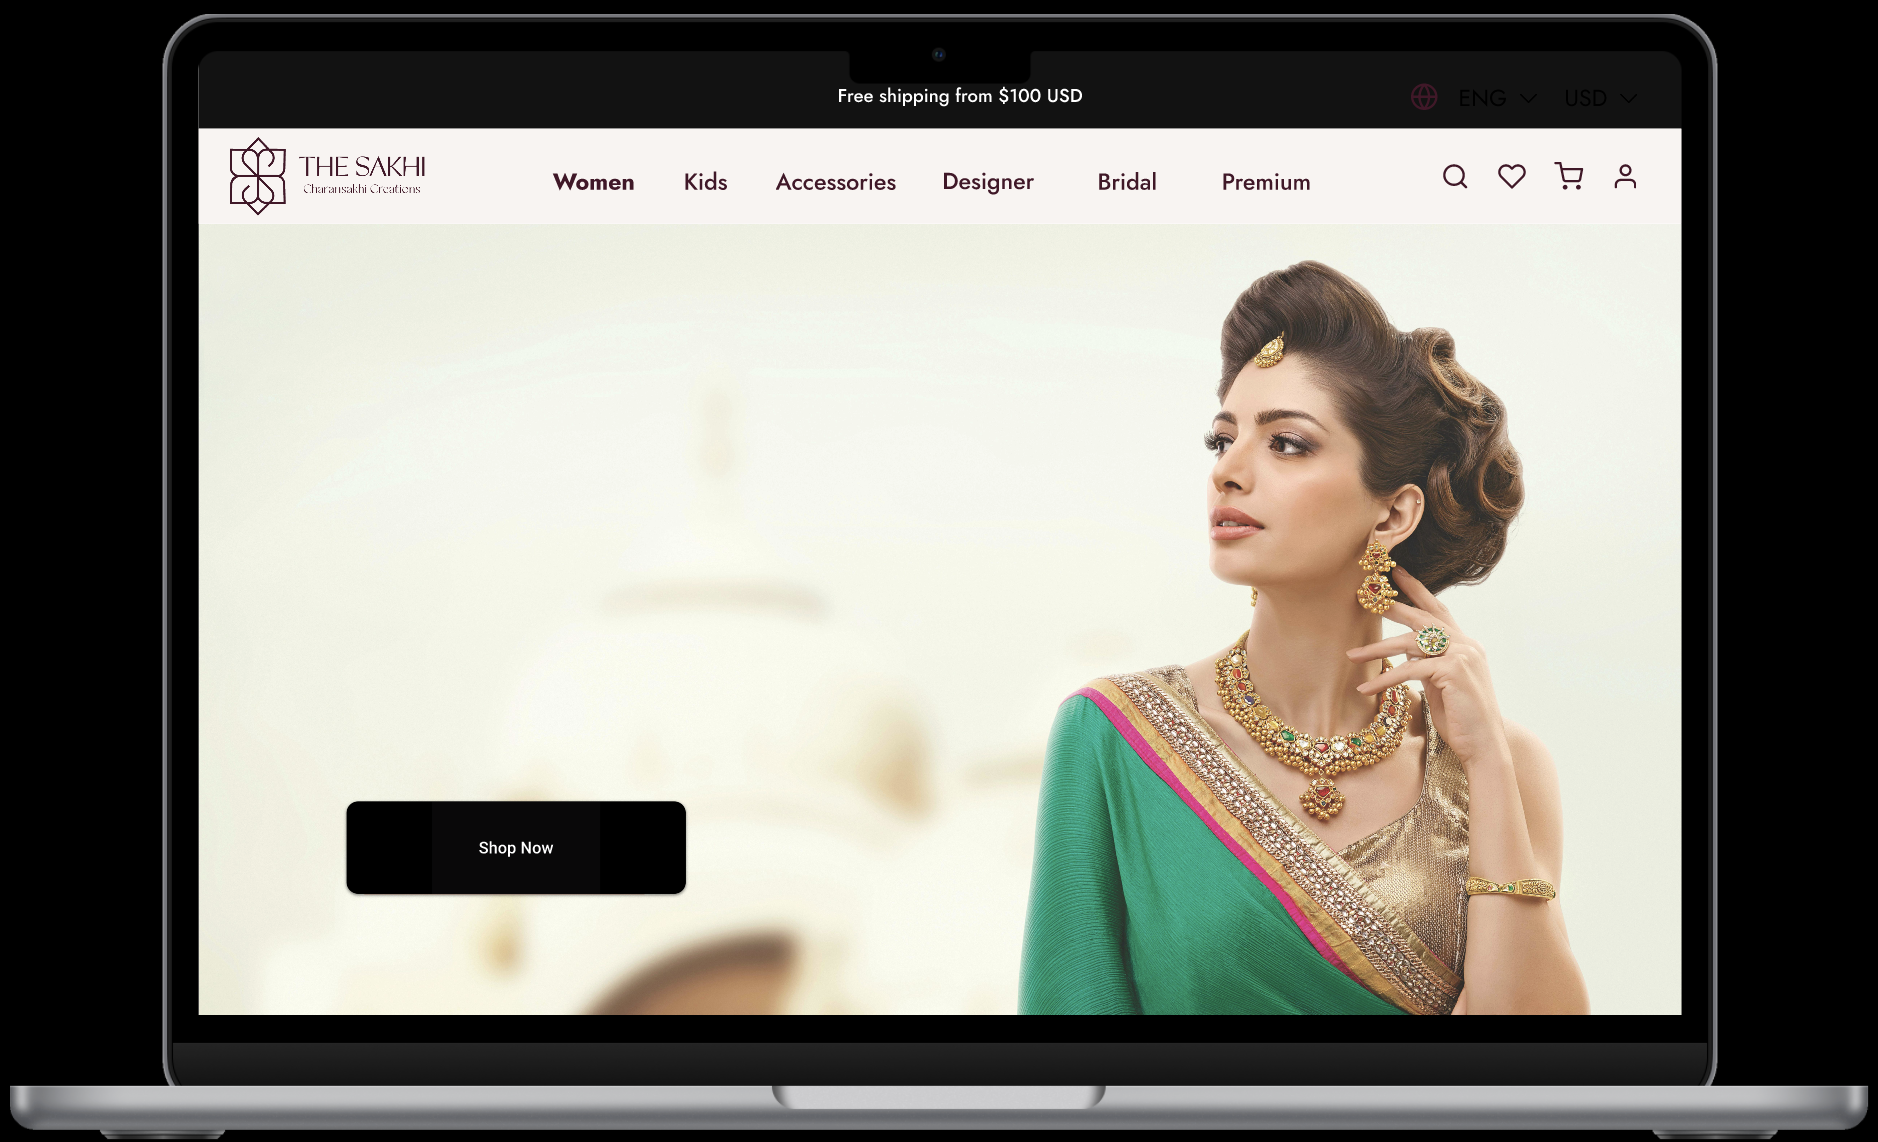 Free shipping from $100 USD
ENG USD
THE SAKHI
Charansakhi Creations
Women Kids Accessories Designer Bridal Premium
Shop Now